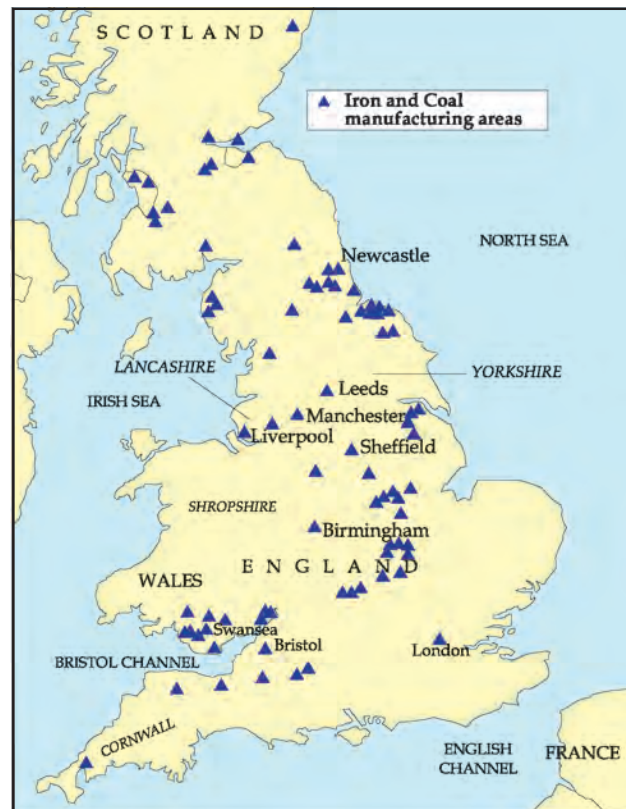 SCOTLAND
Iron and Coal
manufacturing areas
Newcastle
NORTH SEA
LANCASHIRE
YORKSHIRE
Leeds
IRISH SEA
Manchester
Liverpool
Sheffield
SHROPSHIRE
Birmingham
ENGLAND
WALES
Swansea
Bristol
London
BRISTOL CHANNEL
CORNWALL
ENGLISH
CHANNEL
FRANCE